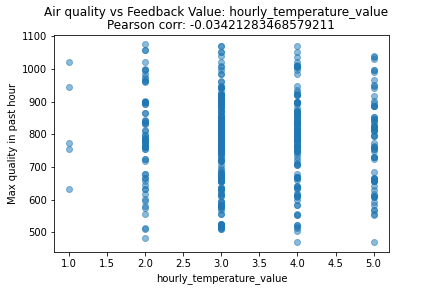 Air quality vs Feedback Value: hourly_temperature_value
Pearson corr: -0.03421283468579211
1100
1000
900
800
700
600
500
Max quality in past hour
1.0 1.5 2.0 2.5 3.0 3.5 4.0 4.5 5.0
hourly_temperature_value